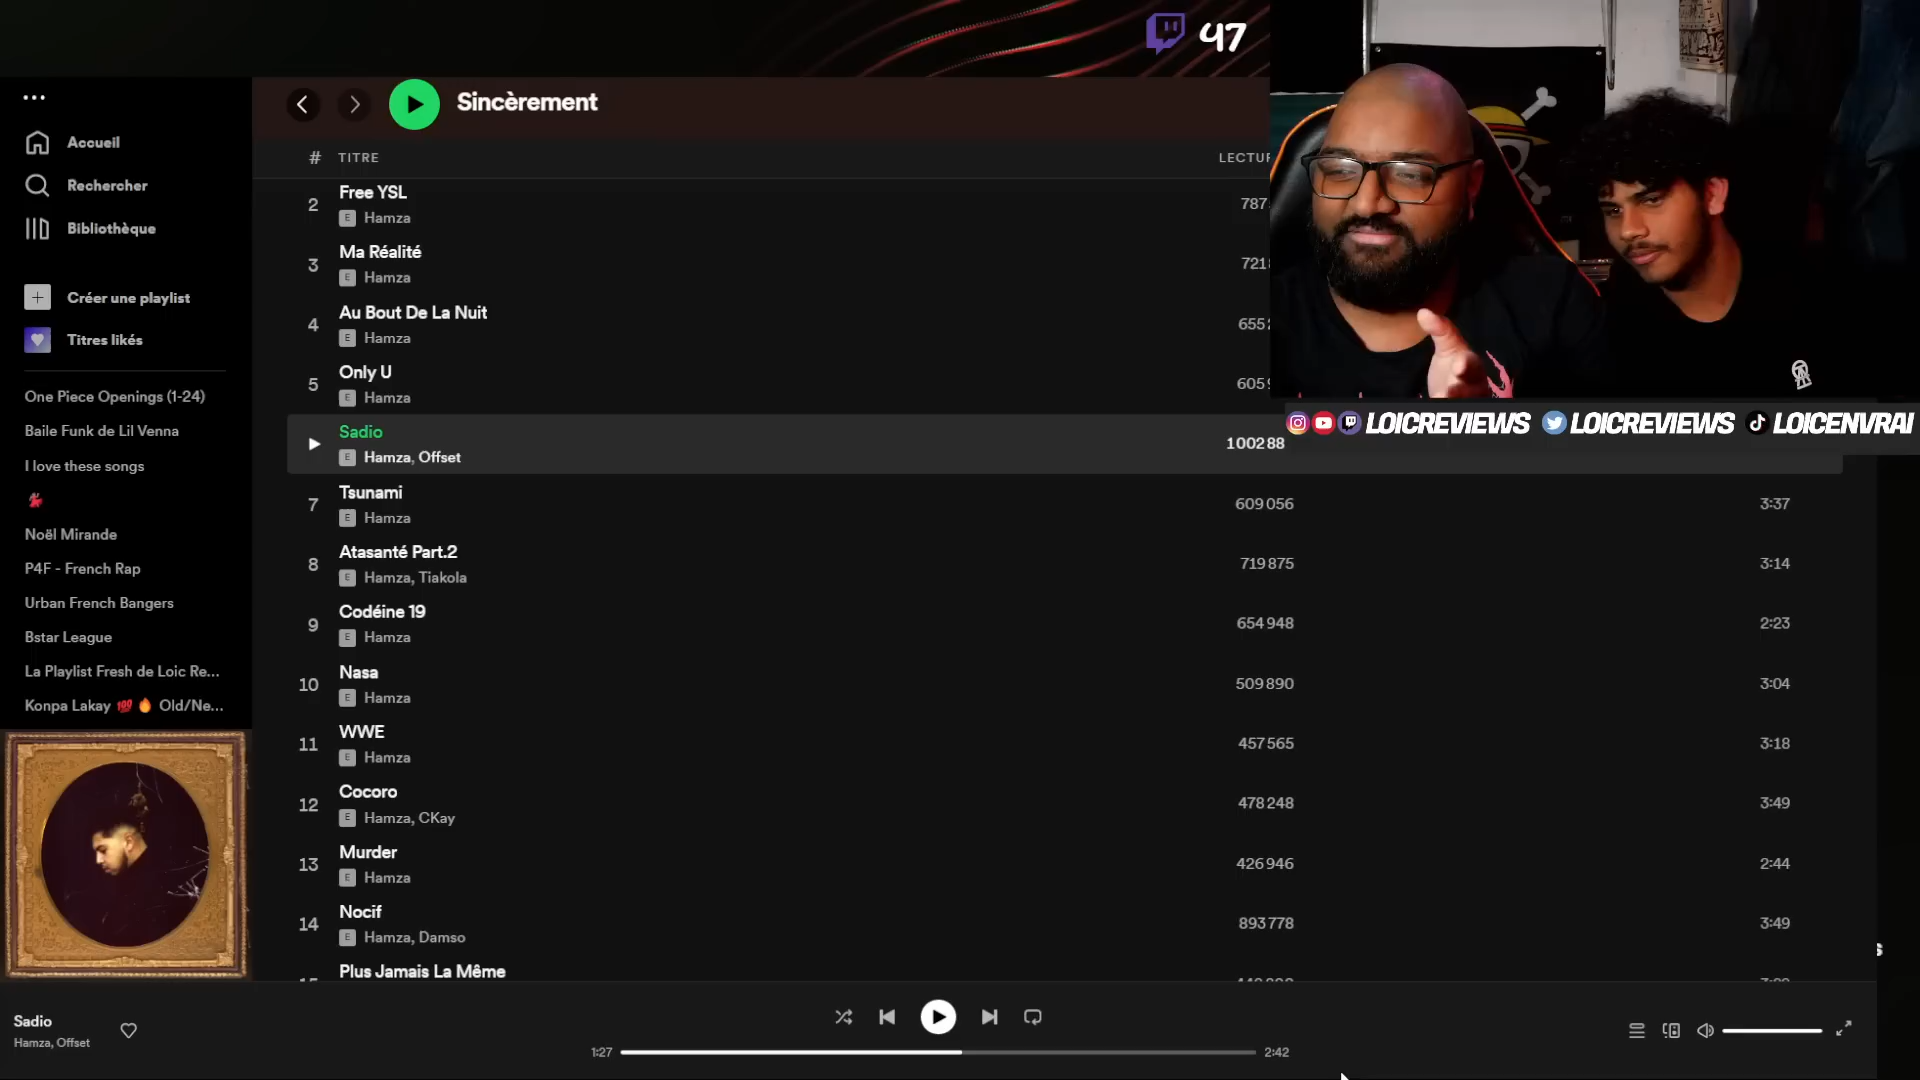 47
Sincèrement
Accueil
Rechercher
Bibliothèque
Créer une playlist
Titres likés
One Piece Openings (1-24)
Baile Funk de Lil Venna
I love these songs
Noël Mirande
P4F - French Rap
Urban French Bangers
Bstar League
La Playlist Fresh de Loic Re...
Konpa Lakay 💯 🔥 Old/Ne...
# TITRE LECTUR
2 Free YSL 787
E Hamza
3 Ma Réalité 721
E Hamza
4 Au Bout De La Nuit 655
E Hamza
5 Only U 605
E Hamza
Sadio 100288
E Hamza, Offset
LOICREVIEWS LOICREVIEWS LOICENVRAI
7 Tsunami 609 056 3:37
E Hamza
8 Atasanté Part.2 719 875 3:14
E Hamza, Tiakola
9 Codéine 19 654 948 2:23
E Hamza
10 Nasa 509 890 3:04
E Hamza
11 WWE 457 565 3:18
E Hamza
12 Cocoro 478 248 3:49
E Hamza, CKay
13 Murder 426 946 2:44
E Hamza
14 Nocif 893 778 3:49
E Hamza, Damso
Plus Jamais La Même
s
Sadio
Hamza, Offset
1:27 2:42